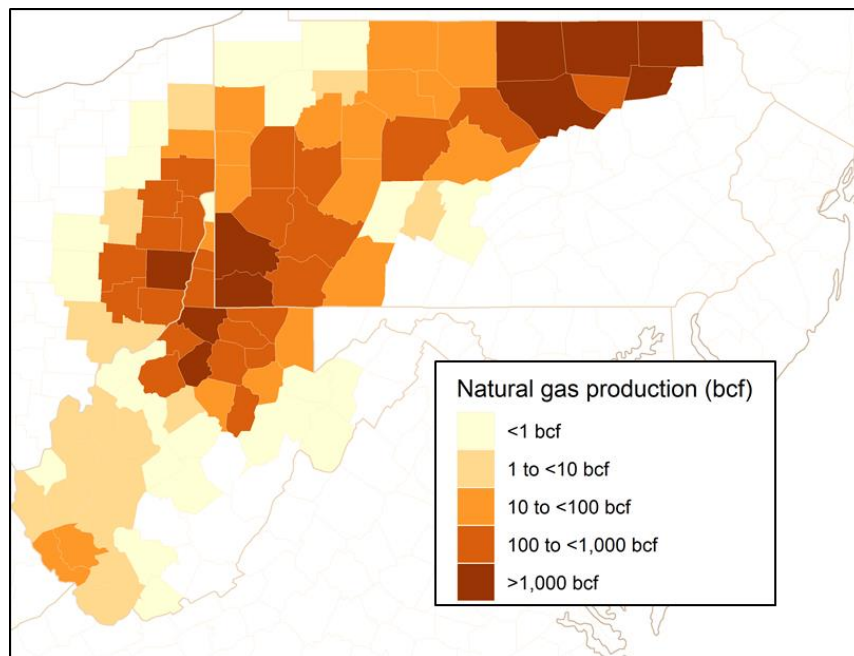 Natural gas production (bcf)
<1 bcf
1 to <10 bcf
10 to <100 bcf
100 to <1,000 bcf
>1,000 bcf